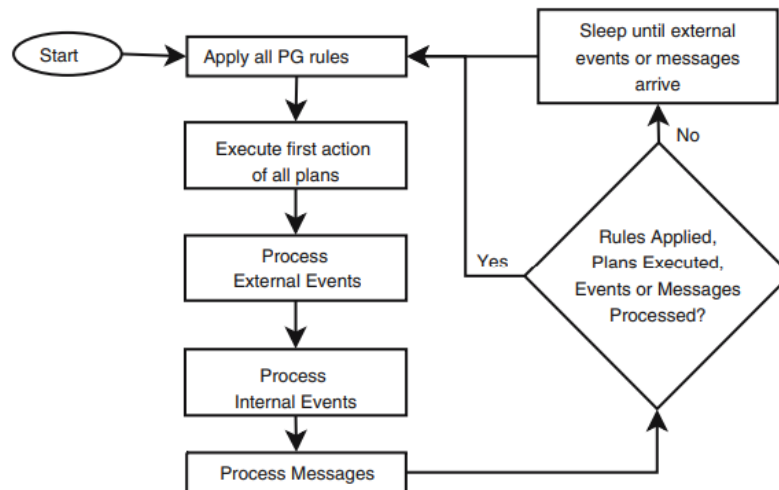 Start
Apply all PG rules
Execute first action
of all plans
Process
External Events
Process
Internal Events
Process Messages
Sleep until external
events or messages
arrive
No
Rules Applied,
Plans Executed,
Events or Messages
Processed?
Yes